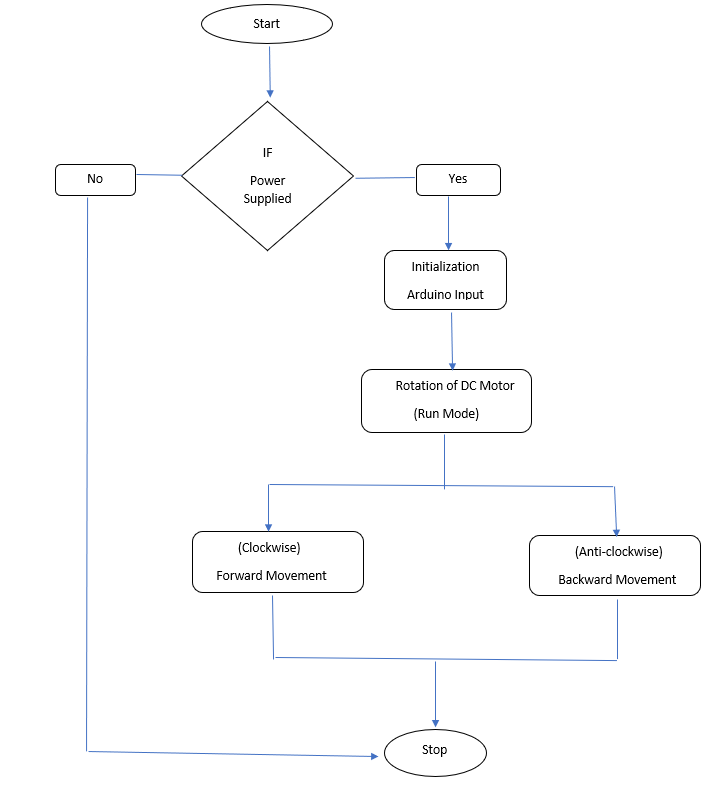 Start
IF
Power
Supplied
No
Yes
Initialization
Arduino Input
Rotation of DC Motor
(Run Mode)
(Clockwise)
Forward Movement
(Anti-clockwise)
Backward Movement
Stop